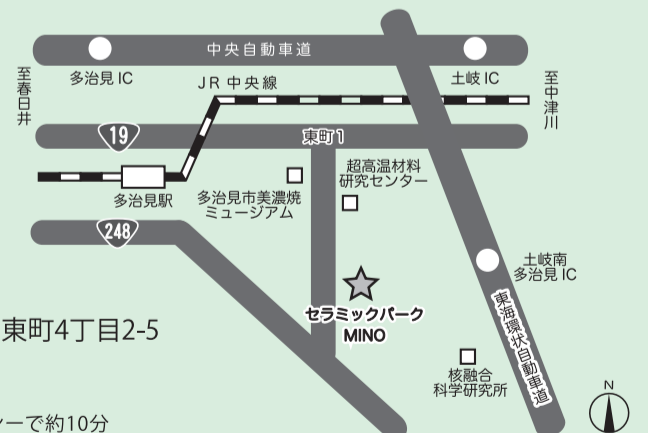 中央自動車道
多治見 IC
土岐 IC
至春日井
至中津川
JR 中央線
19
東町 1
多治見駅
多治見市美濃焼
ミュージアム
超高温材料
研究センター
248
土岐南
多治見 IC
セラミックパーク
MINO
東海環状自動車道
東町4丁目2-5
核融合
科学研究所
N
ーで約10分